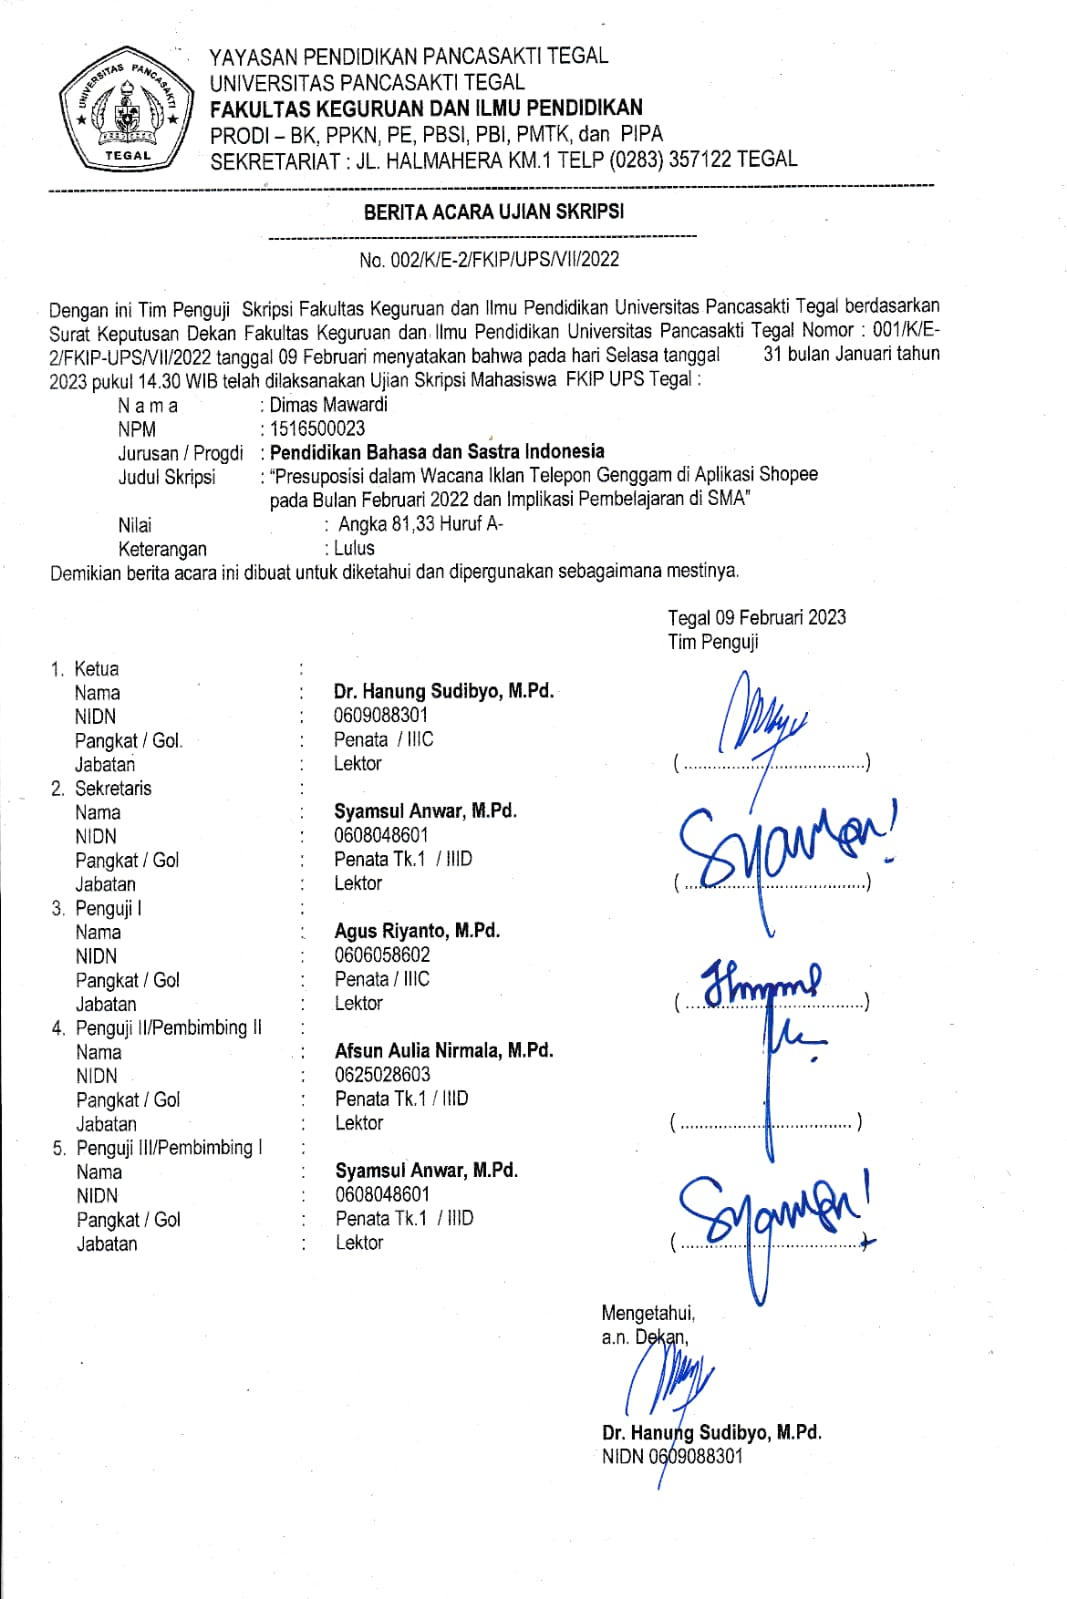 UNIVERSITAS PANCASAKTI
TEGAL
YAYASAN PENDIDIKAN PANCASAKTI TEGAL
UNIVERSITAS PANCASAKTI TEGAL
FAKULTAS KEGURUAN DAN ILMU PENDIDIKAN
PRODI – BK, PPKN, PE, PBSI, PBI, PMTK, dan PIPA
SEKRETARIAT : JL. HALMAHERA KM.1 TELP (0283) 357122 TEGAL
BERITA ACARA UJIAN SKRIPSI
No. 002/K/E-2/FKIP/UPS/VII/2022
Dengan ini Tim Penguji Skripsi Fakultas Keguruan dan Ilmu Pendidikan Universitas Pancasakti Tegal berdasarkan
Surat Keputusan Dekan Fakultas Keguruan dan Ilmu Pendidikan Universitas Pancasakti Tegal Nomor : 001/K/E-
2/FKIP-UPS/VII/2022 tanggal 09 Februari menyatakan bahwa pada hari Selasa tanggal 31 bulan Januari tahun
2023 pukul 14.30 WIB telah dilaksanakan Ujian Skripsi Mahasiswa FKIP UPS Tegal :
N a m a : Dimas Mawardi
NPM : 1516500023
Jurusan / Progdi : Pendidikan Bahasa dan Sastra Indonesia
Judul Skripsi : “Presuposisi dalam Wacana Iklan Telepon Genggam di Aplikasi Shopee
pada Bulan Februari 2022 dan Implikasi Pembelajaran di SMA”
Nilai : Angka 81,33 Huruf A-
Keterangan : Lulus
Demikian berita acara ini dibuat untuk diketahui dan dipergunakan sebagaimana mestinya.
Tegal 09 Februari 2023
Tim Penguji
1. Ketua :
Nama : Dr. Hanung Sudibyo, M.Pd.
NIDN : 0609088301
Pangkat / Gol. : Penata / IIIC
Jabatan : Lektor (....................................)
2. Sekretaris :
Nama : Syamsul Anwar, M.Pd.
NIDN : 0608048601
Pangkat / Gol : Penata Tk.1 / IIID
Jabatan : Lektor (....................................)
3. Penguji I :
Nama : Agus Riyanto, M.Pd.
NIDN : 0606058602
Pangkat / Gol : Penata / IIIC
Jabatan : Lektor (....................................)
4. Penguji II/Pembimbing II :
Nama : Afsun Aulia Nirmala, M.Pd.
NIDN : 0625028603
Pangkat / Gol : Penata Tk.1 / IIID
Jabatan : Lektor (.................................... )
5. Penguji III/Pembimbing I :
Nama : Syamsul Anwar, M.Pd.
NIDN : 0608048601
Pangkat / Gol : Penata Tk.1 / IIID
Jabatan : Lektor (....................................)
Mengetahui,
a.n. Dekan,
Dr. Hanung Sudibyo, M.Pd.
NIDN 0609088301